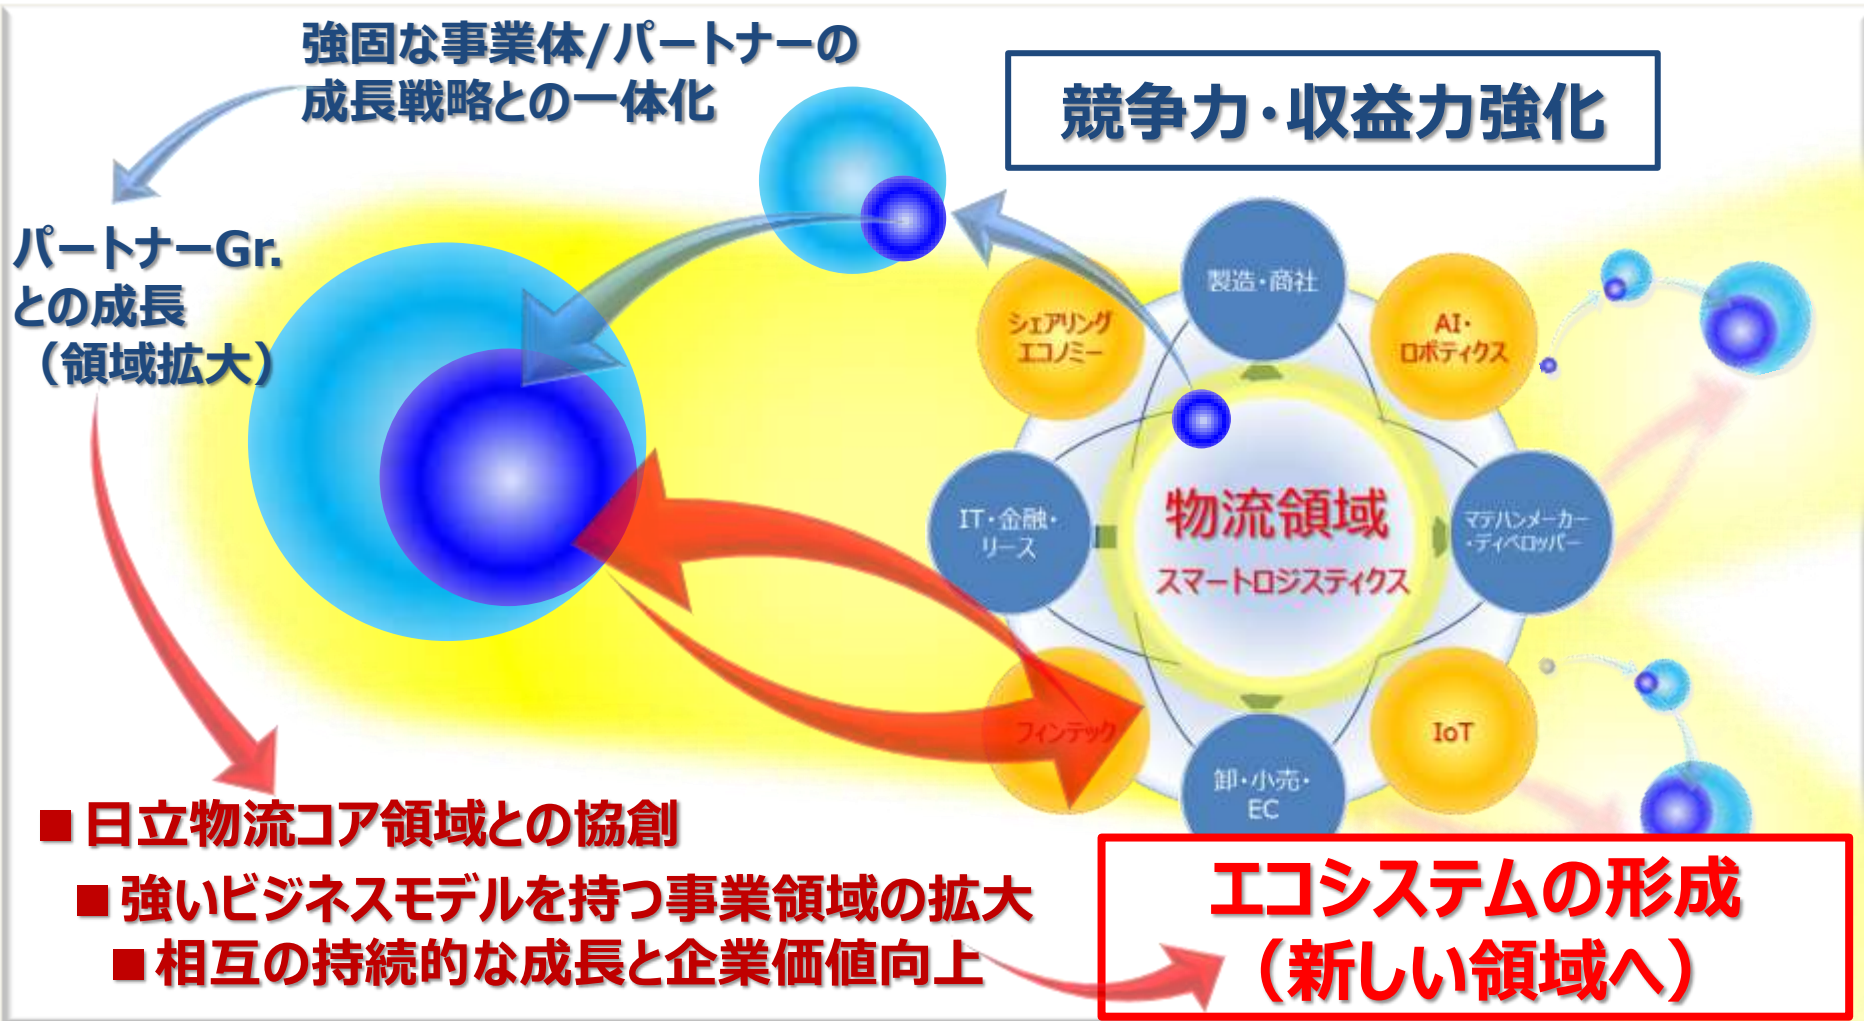 強固な事業体/パートナーの
成長戦略との一体化
競争力・収益力強化
パートナーGr.
との成長
（領域拡大）
製造・商社
シェアリング
エコノミー
AI・
ロボティクス
IT・金融・
リース
物流領域
スマートロジスティクス
マテハンメーカー
・ディベロッパー
フィンテック
IoT
卸・小売・
EC
■日立物流コア領域との協創
■強いビジネスモデルを持つ事業領域の拡大
■相互の持続的な成長と企業価値向上
エコシステムの形成
（新しい領域へ）